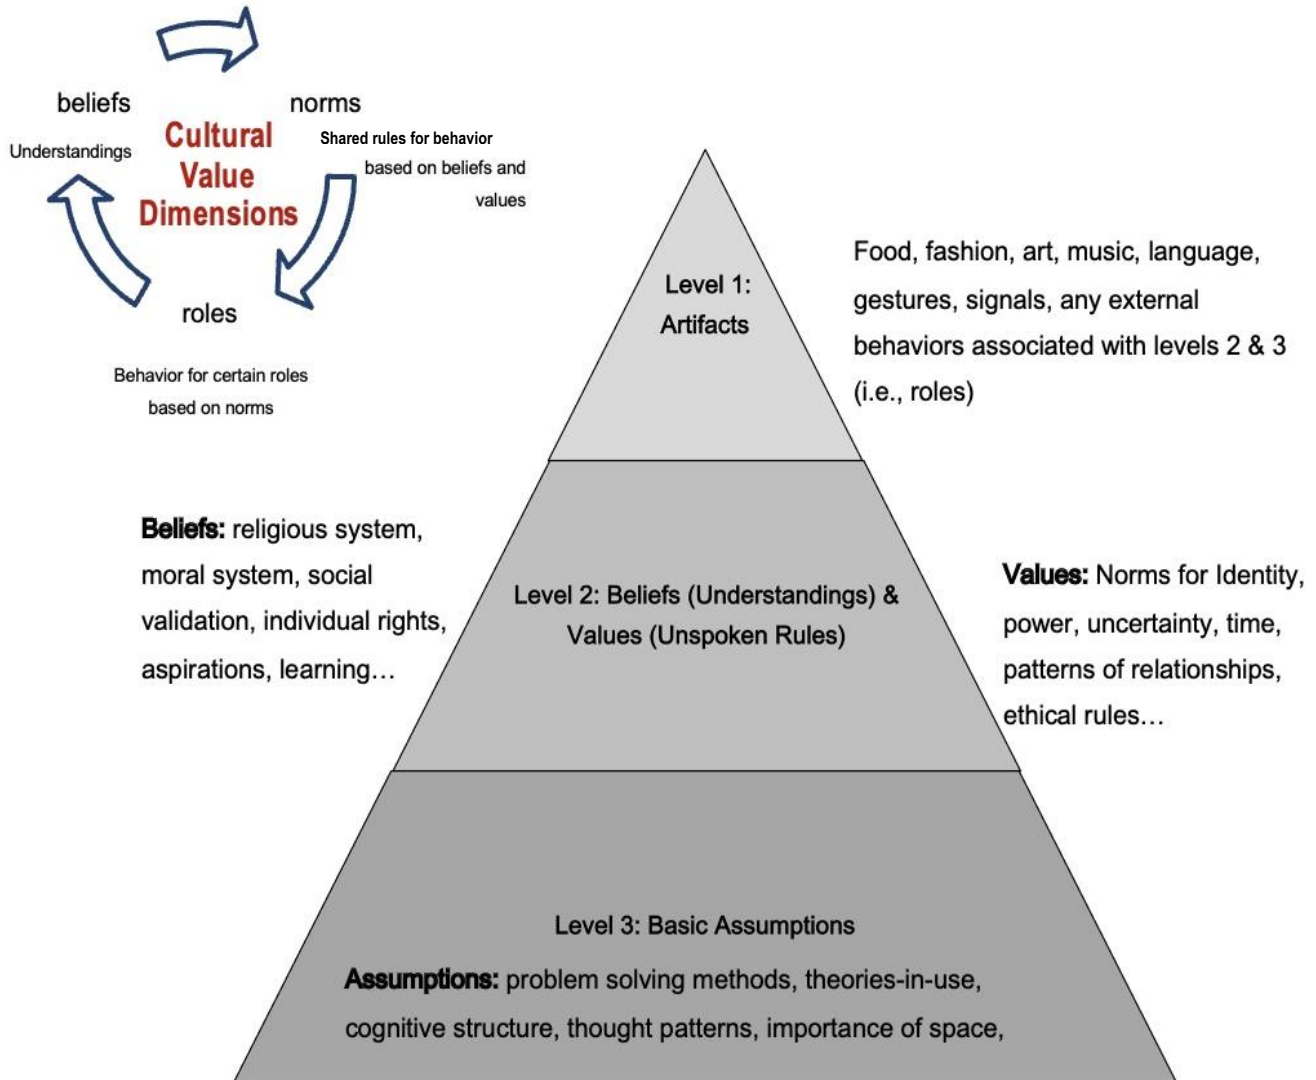 beliefs
Understandings
Cultural
Value
Dimensions
norms
Shared rules for behavior
based on beliefs and
values
roles
Behavior for certain roles
based on norms
Level 1:
Artifacts
Food, fashion, art, music, language,
gestures, signals, any external
behaviors associated with levels 2 & 3
(i.e., roles)
Beliefs: religious system,
moral system, social
validation, individual rights,
aspirations, learning…
Level 2: Beliefs (Understandings) &
Values (Unspoken Rules)
Values: Norms for Identity,
power, uncertainty, time,
patterns of relationships,
ethical rules…
Level 3: Basic Assumptions
Assumptions: problem solving methods, theories-in-use,
cognitive structure, thought patterns, importance of space,